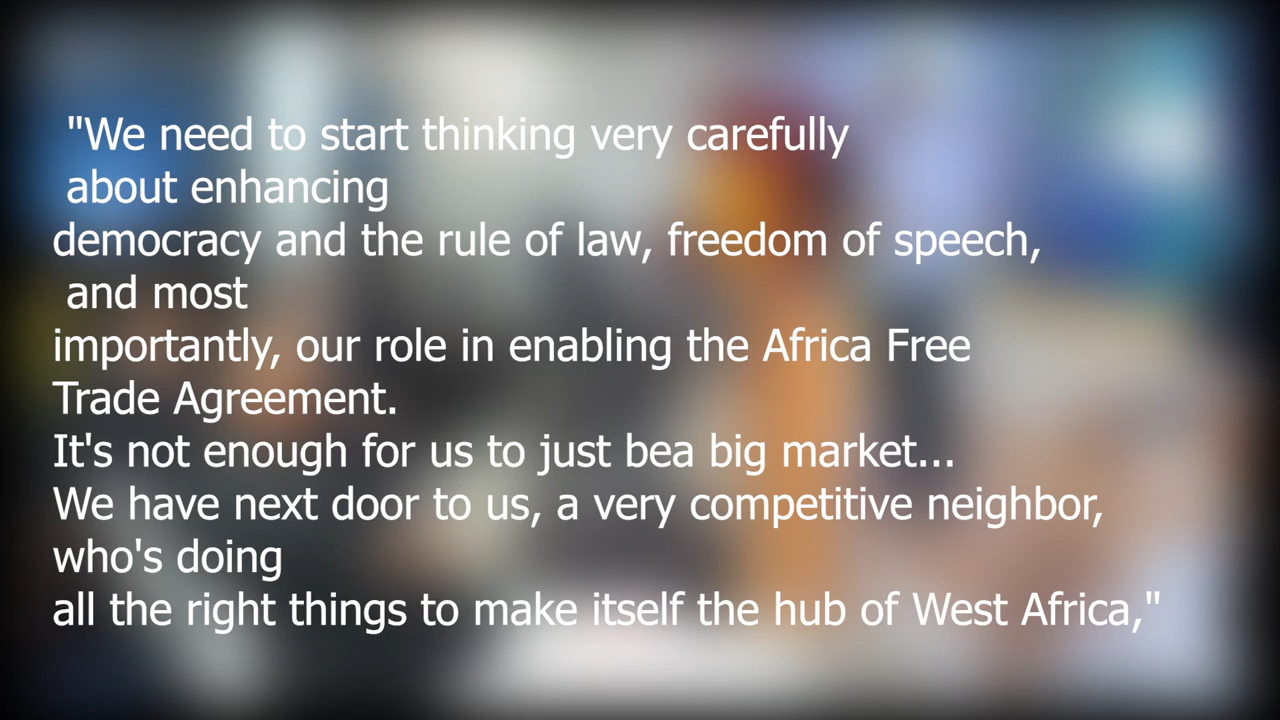 "We need to start thinking very carefully
about enhancing
democracy and the rule of law, freedom of speech,
and most
importantly, our role in enabling the Africa Free
Trade Agreement.
It's not enough for us to just bea big market...
We have next door to us, a very competitive neighbor,
who's doing
all the right things to make itself the hub of West Africa,"